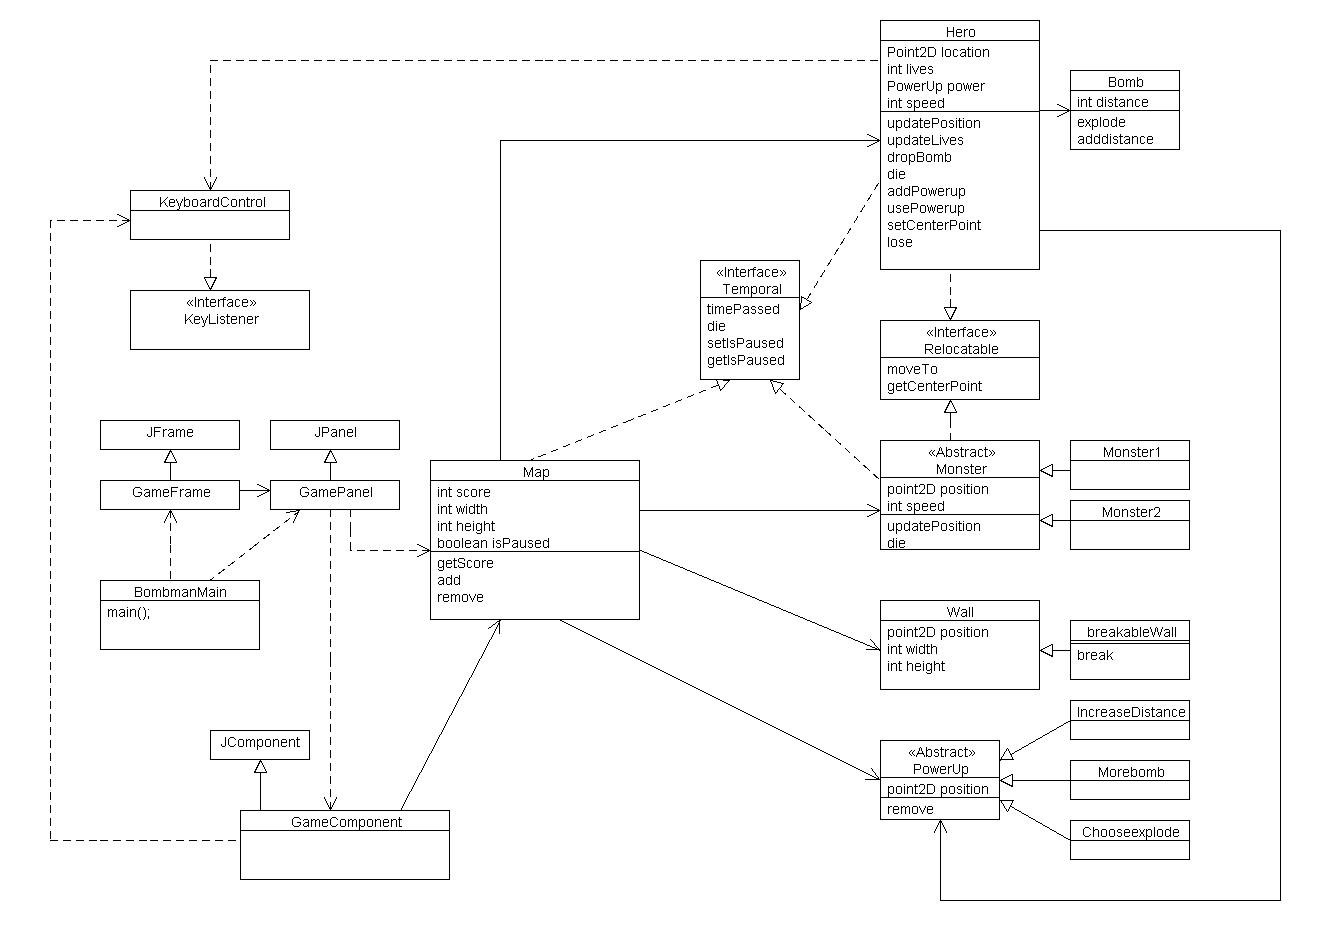 Hero
Point2D location
int lives
PowerUp power
int speed
updatePosition
updateLives
dropBomb
die
addPowerup
usePowerup
setCenterPoint
lose
Bomb
int distance
explode
adddistance
KeyboardControl
«Interface»
KeyListener
«Interface»
Temporal
timePassed
die
setIsPaused
getIsPaused
«Interface»
Relocatable
moveTo
getCenterPoint
JFrame
JPanel
GameFrame
GamePanel
BombmanMain
main();
Map
int score
int width
int height
boolean isPaused
getScore
add
remove
«Abstract»
Monster
point2D position
int speed
updatePosition
die
Monster1
Monster2
Wall
point2D position
int width
int height
breakableWall
break
JComponent
GameComponent
«Abstract»
PowerUp
point2D position
remove
IncreaseDistance
Morebomb
Chooseexplode